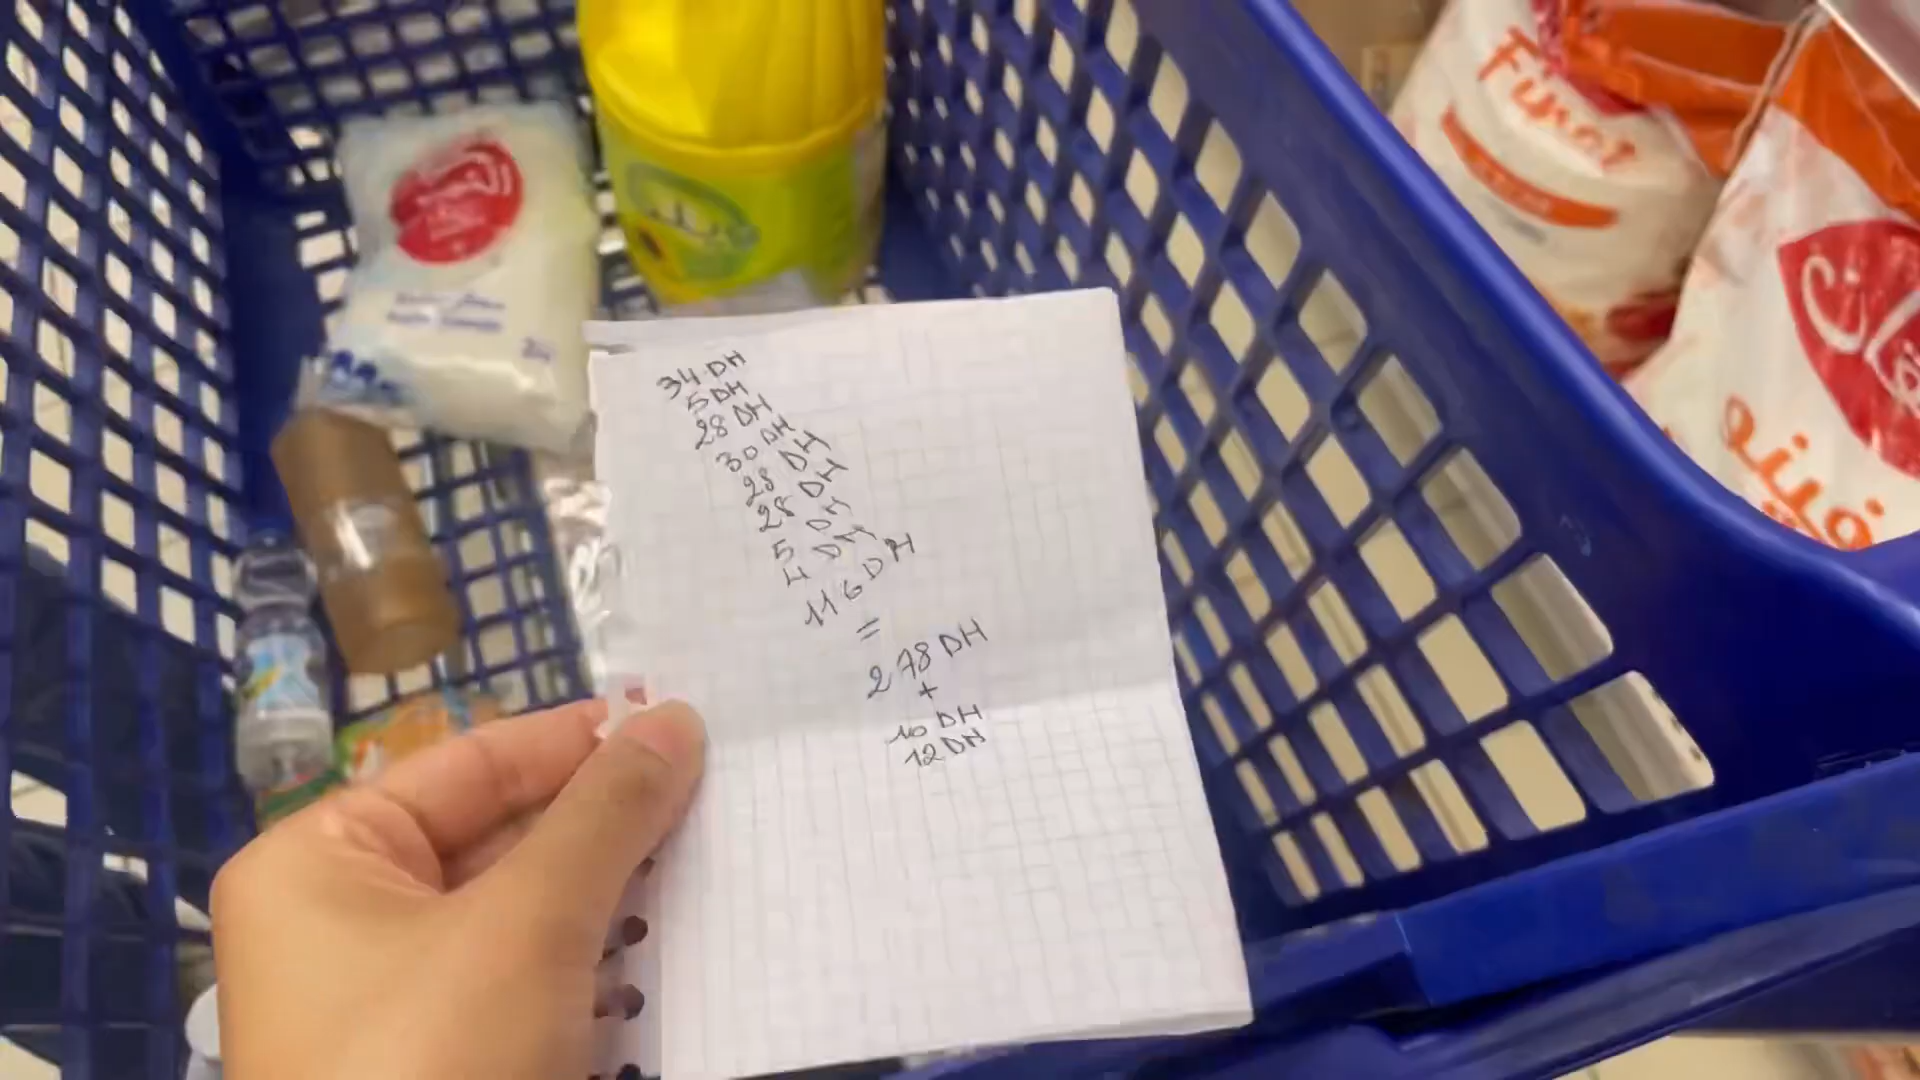 34 DH
5 DH
28 DH
30 DH
28 DH
28 DH
5 DH
4 DH
116 DH
=
278 DH
+
10 DH
12 DH
فينو